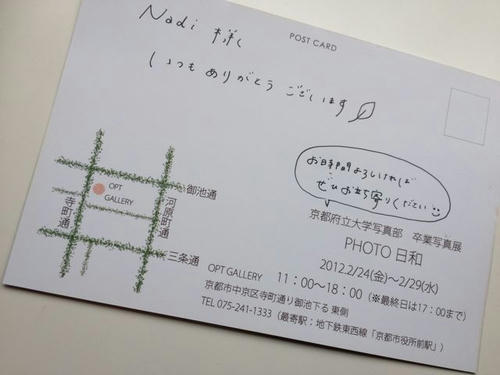 Nadi 様
POST CARD
いつもありがとうございます
お時間よろしければ
ぜひお立ち寄りください
OPT
GALLERY
御池通
寺町通
河原町通
三条通
京都府立大学写真部 卒業写真展
PHOTO 日和
2012.2/24(金)〜2/29(水)
OPT GALLERY 11:00〜18:00(※最終日は17:00まで)
京都市中京区寺町通り御池下る 東側
TEL 075-241-1333(最寄駅:地下鉄東西線「京都市役所前駅」)